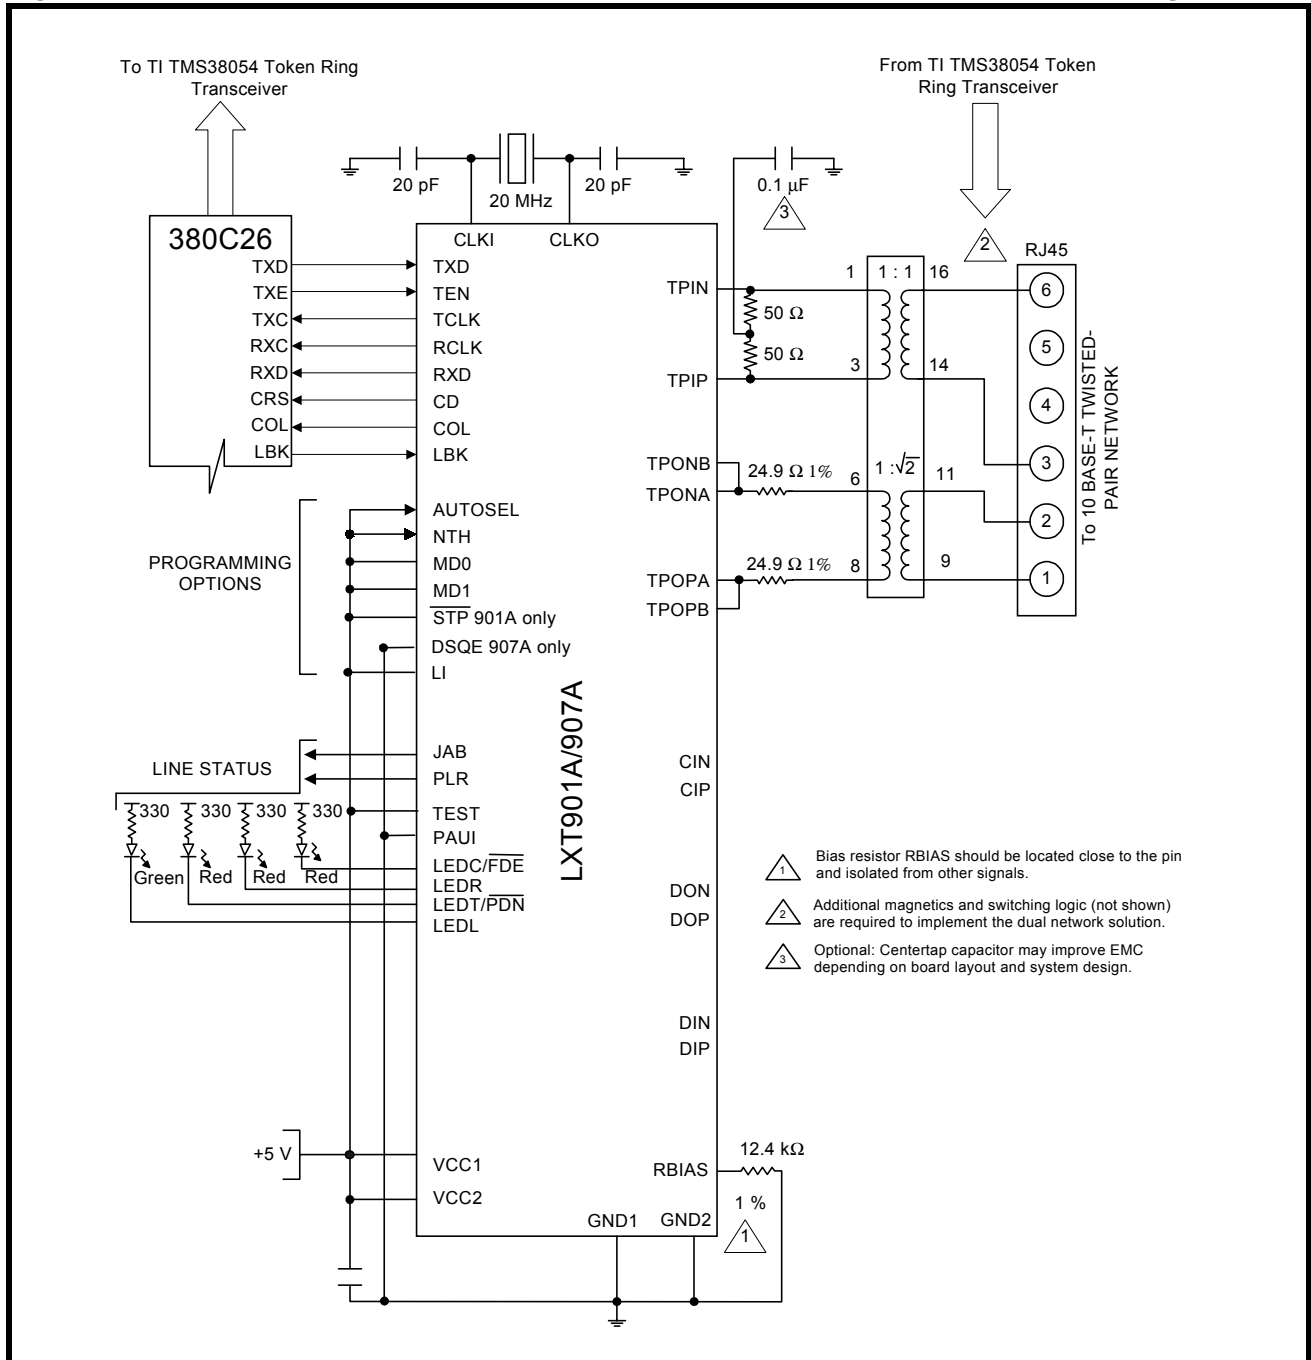 To TI TMS38054 Token Ring
Transceiver
From TI TMS38054 Token
Ring Transceiver
20 pF
20 MHz
20 pF
0.1 µF
3
2
RJ45
380C26
TXD
TXE
TXC
RXC
RXD
CRS
COL
LBK
CLKI
CLKO
TXD
TEN
TCLK
RCLK
RXD
CD
COL
LBK
AUTOSEL
NTH
MD0
MD1
STP 901A only
DSQE 907A only
LI
PROGRAMMING
OPTIONS
JAB
PLR
LINE STATUS
TEST
PAUI
LEDC/FDE
LEDR
LEDT/PDN
LEDL
330
330
330
330
Green
Red
Red
Red
LXT901A/907A
TPIN
TPIP
50 Ω
50 Ω
TPONB
TPONA
TPOPA
TPOPB
24.9 Ω 1%
24.9 Ω 1%
1
1 : 1
16
3
14
6
1 :√2
11
8
9
6
5
4
3
2
1
To 10 BASE-T TWISTED-
PAIR NETWORK
CIN
CIP
DON
DOP
DIN
DIP
1
Bias resistor RBIAS should be located close to the pin
and isolated from other signals.
2
Additional magnetics and switching logic (not shown)
are required to implement the dual network solution.
3
Optional: Centertap capacitor may improve EMC
depending on board layout and system design.
+5 V
VCC1
VCC2
RBIAS
12.4 kΩ
1 %
1
GND1
GND2